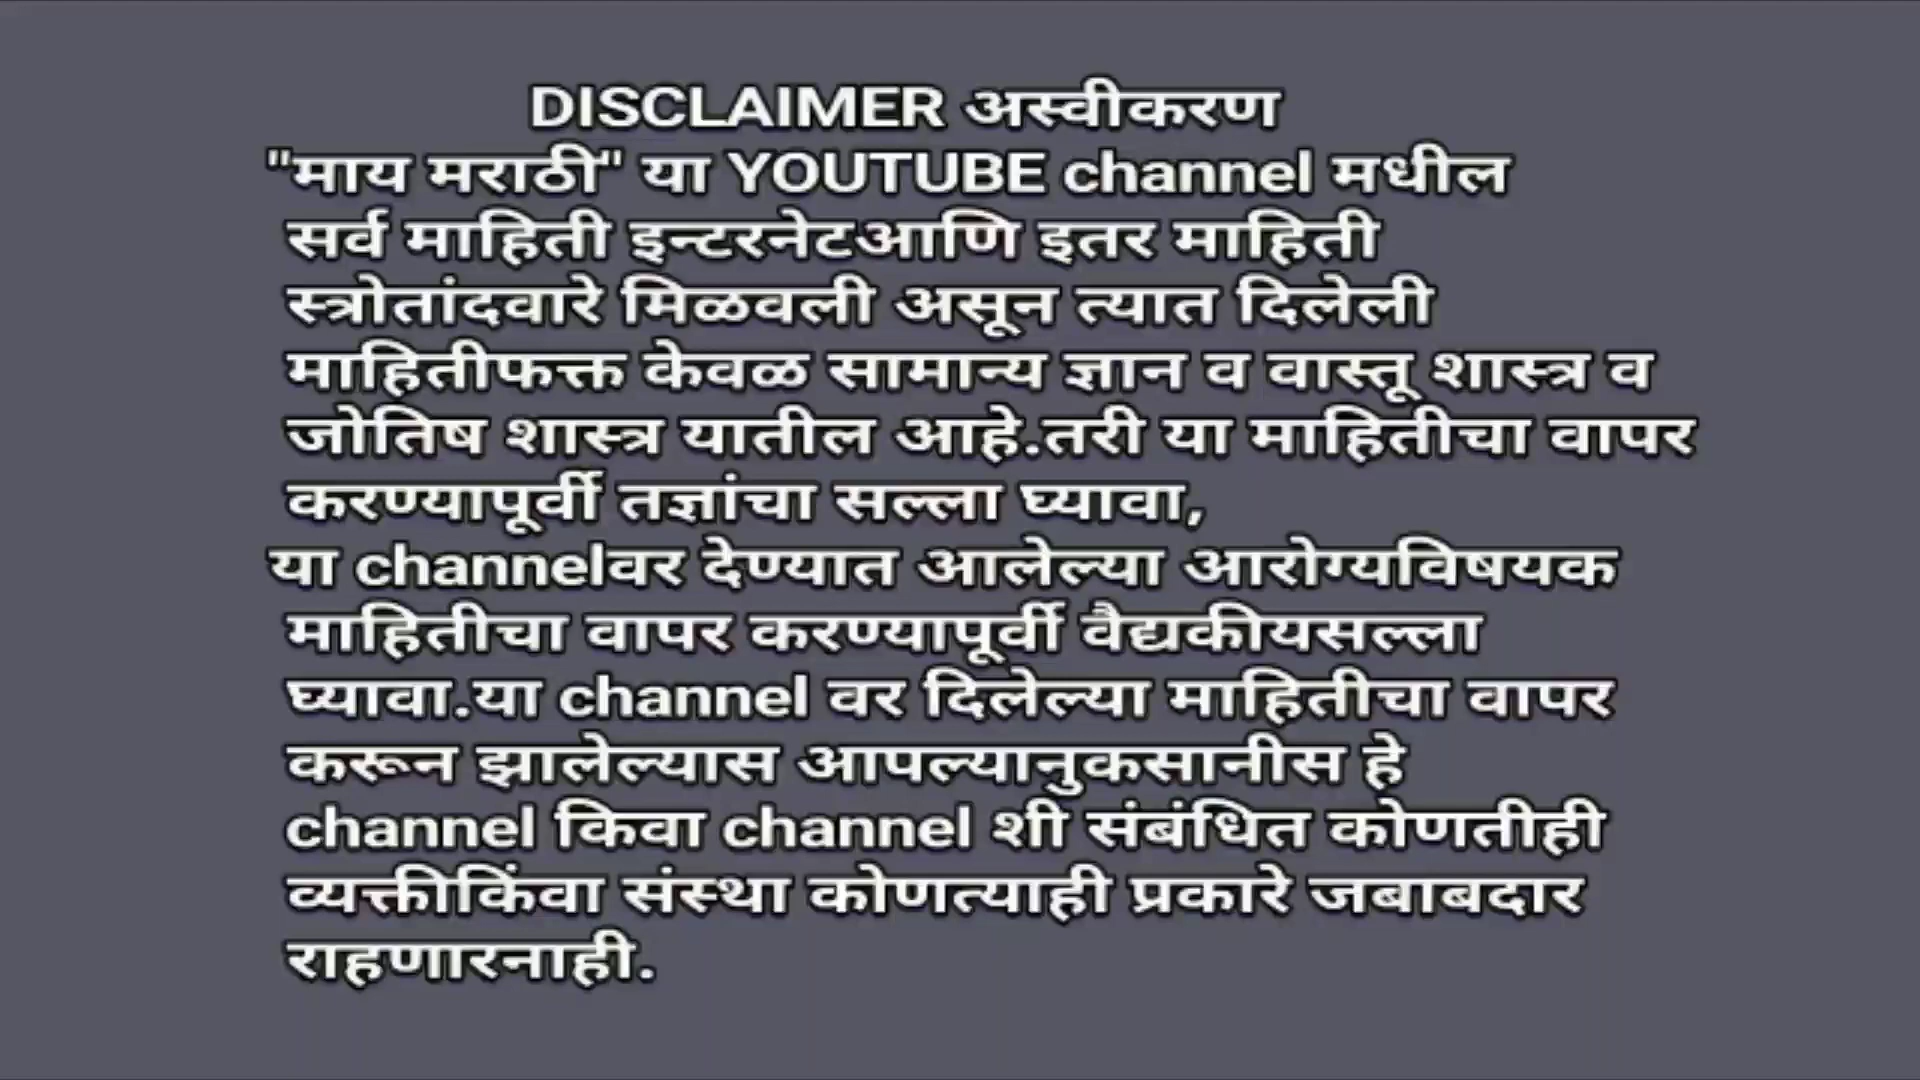 DISCLAIMER अस्वीकरण
"माय मराठी" या YOUTUBE channel मधील
सर्व माहिती इन्टरनेटआणि इतर माहिती
स्त्रोतांदवारे मिळवली असून त्यात दिलेली
माहितीफक्त केवळ सामान्य ज्ञान व वास्तू शास्त्र व
जोतिष शास्त्र यातील आहे.तरी या माहितीचा वापर
करण्यापूर्वी तज्ञांचा सल्ला घ्यावा,
या channelवर देण्यात आलेल्या आरोग्यविषयक
माहितीचा वापर करण्यापूर्वी वैद्यकीयसल्ला
घ्यावा.या channel वर दिलेल्या माहितीचा वापर
करून झालेल्यास आपल्यानुकसानीस हे
channel किवा channel शी संबंधित कोणतीही
व्यक्तीकिंवा संस्था कोणत्याही प्रकारे जबाबदार
राहणारनाही.